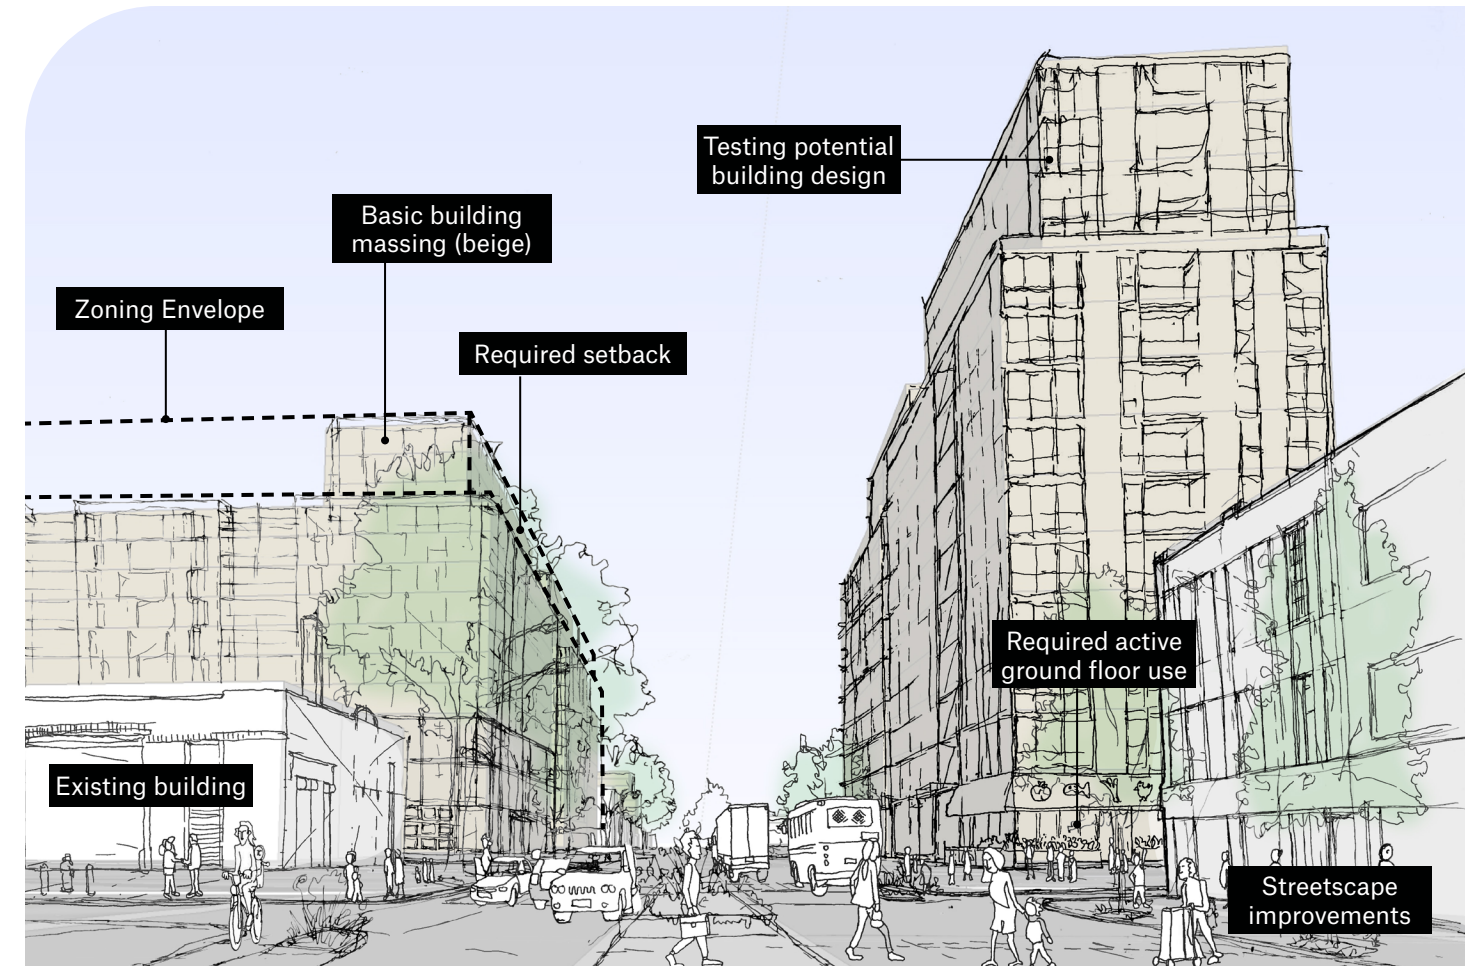 Testing potential
building design
Basic building
massing (beige)
Zoning Envelope
Required setback
Required active
ground floor use
Existing building
Streetscape
improvements